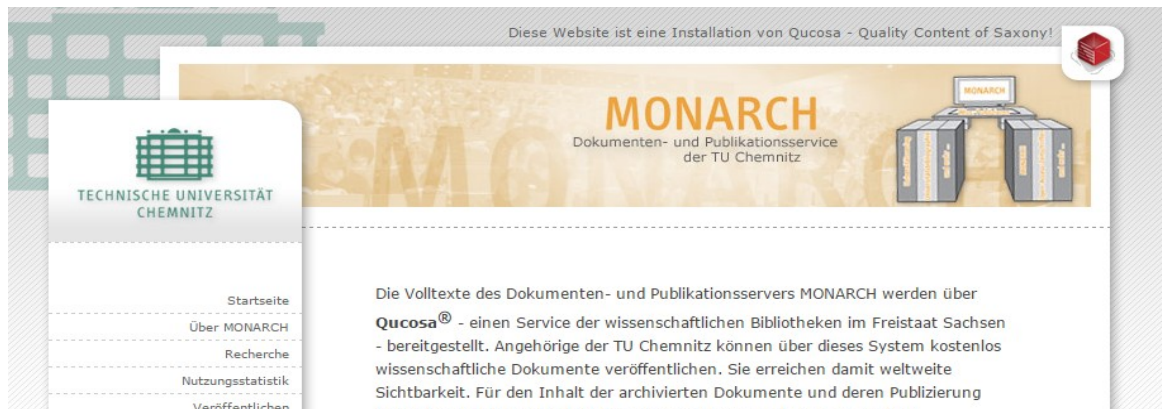 Diese Website ist eine Installation von Qucosa - Quality Content of Saxony!
MONARCH
MONARCH
Dokumenten- und Publikationsservice
der TU Chemnitz
MONARCH
TECHNISCHE UNIVERSITÄT
CHEMNITZ
Startseite
Über MONARCH
Recherche
Nutzungsstatistik
Veröffentlichen
Die Volltexte des Dokumenten- und Publikationsservers MONARCH werden über
Qucosa® - einen Service der wissenschaftlichen Bibliotheken im Freistaat Sachsen
- bereitgestellt. Angehörige der TU Chemnitz können über dieses System kostenlos
wissenschaftliche Dokumente veröffentlichen. Sie erreichen damit weltweite
Sichtbarkeit. Für den Inhalt der archivierten Dokumente und deren Publizierung